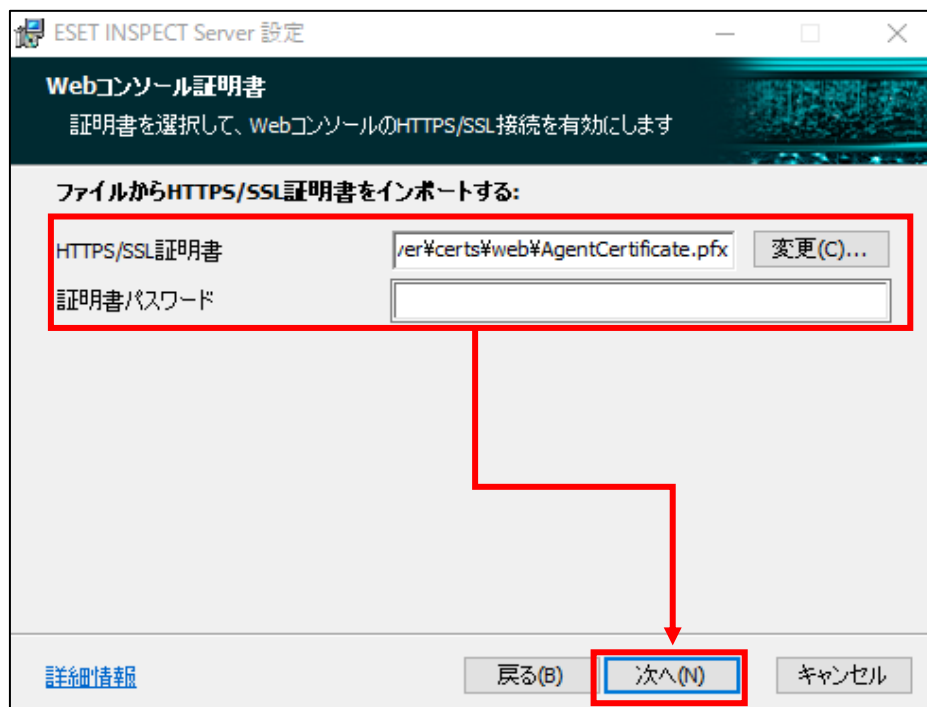 ESET INSPECT Server 設定
Webコンソール証明書
証明書を選択して、WebコンソールのHTTPS/SSL接続を有効にします
ファイルからHTTPS/SSL証明書をインポートする:
HTTPS/SSL証明書 /er¥certs¥web¥AgentCertificate.pfx 変更(C)...
証明書パスワード
詳細情報 戻る(B) 次へ(N) キャンセル